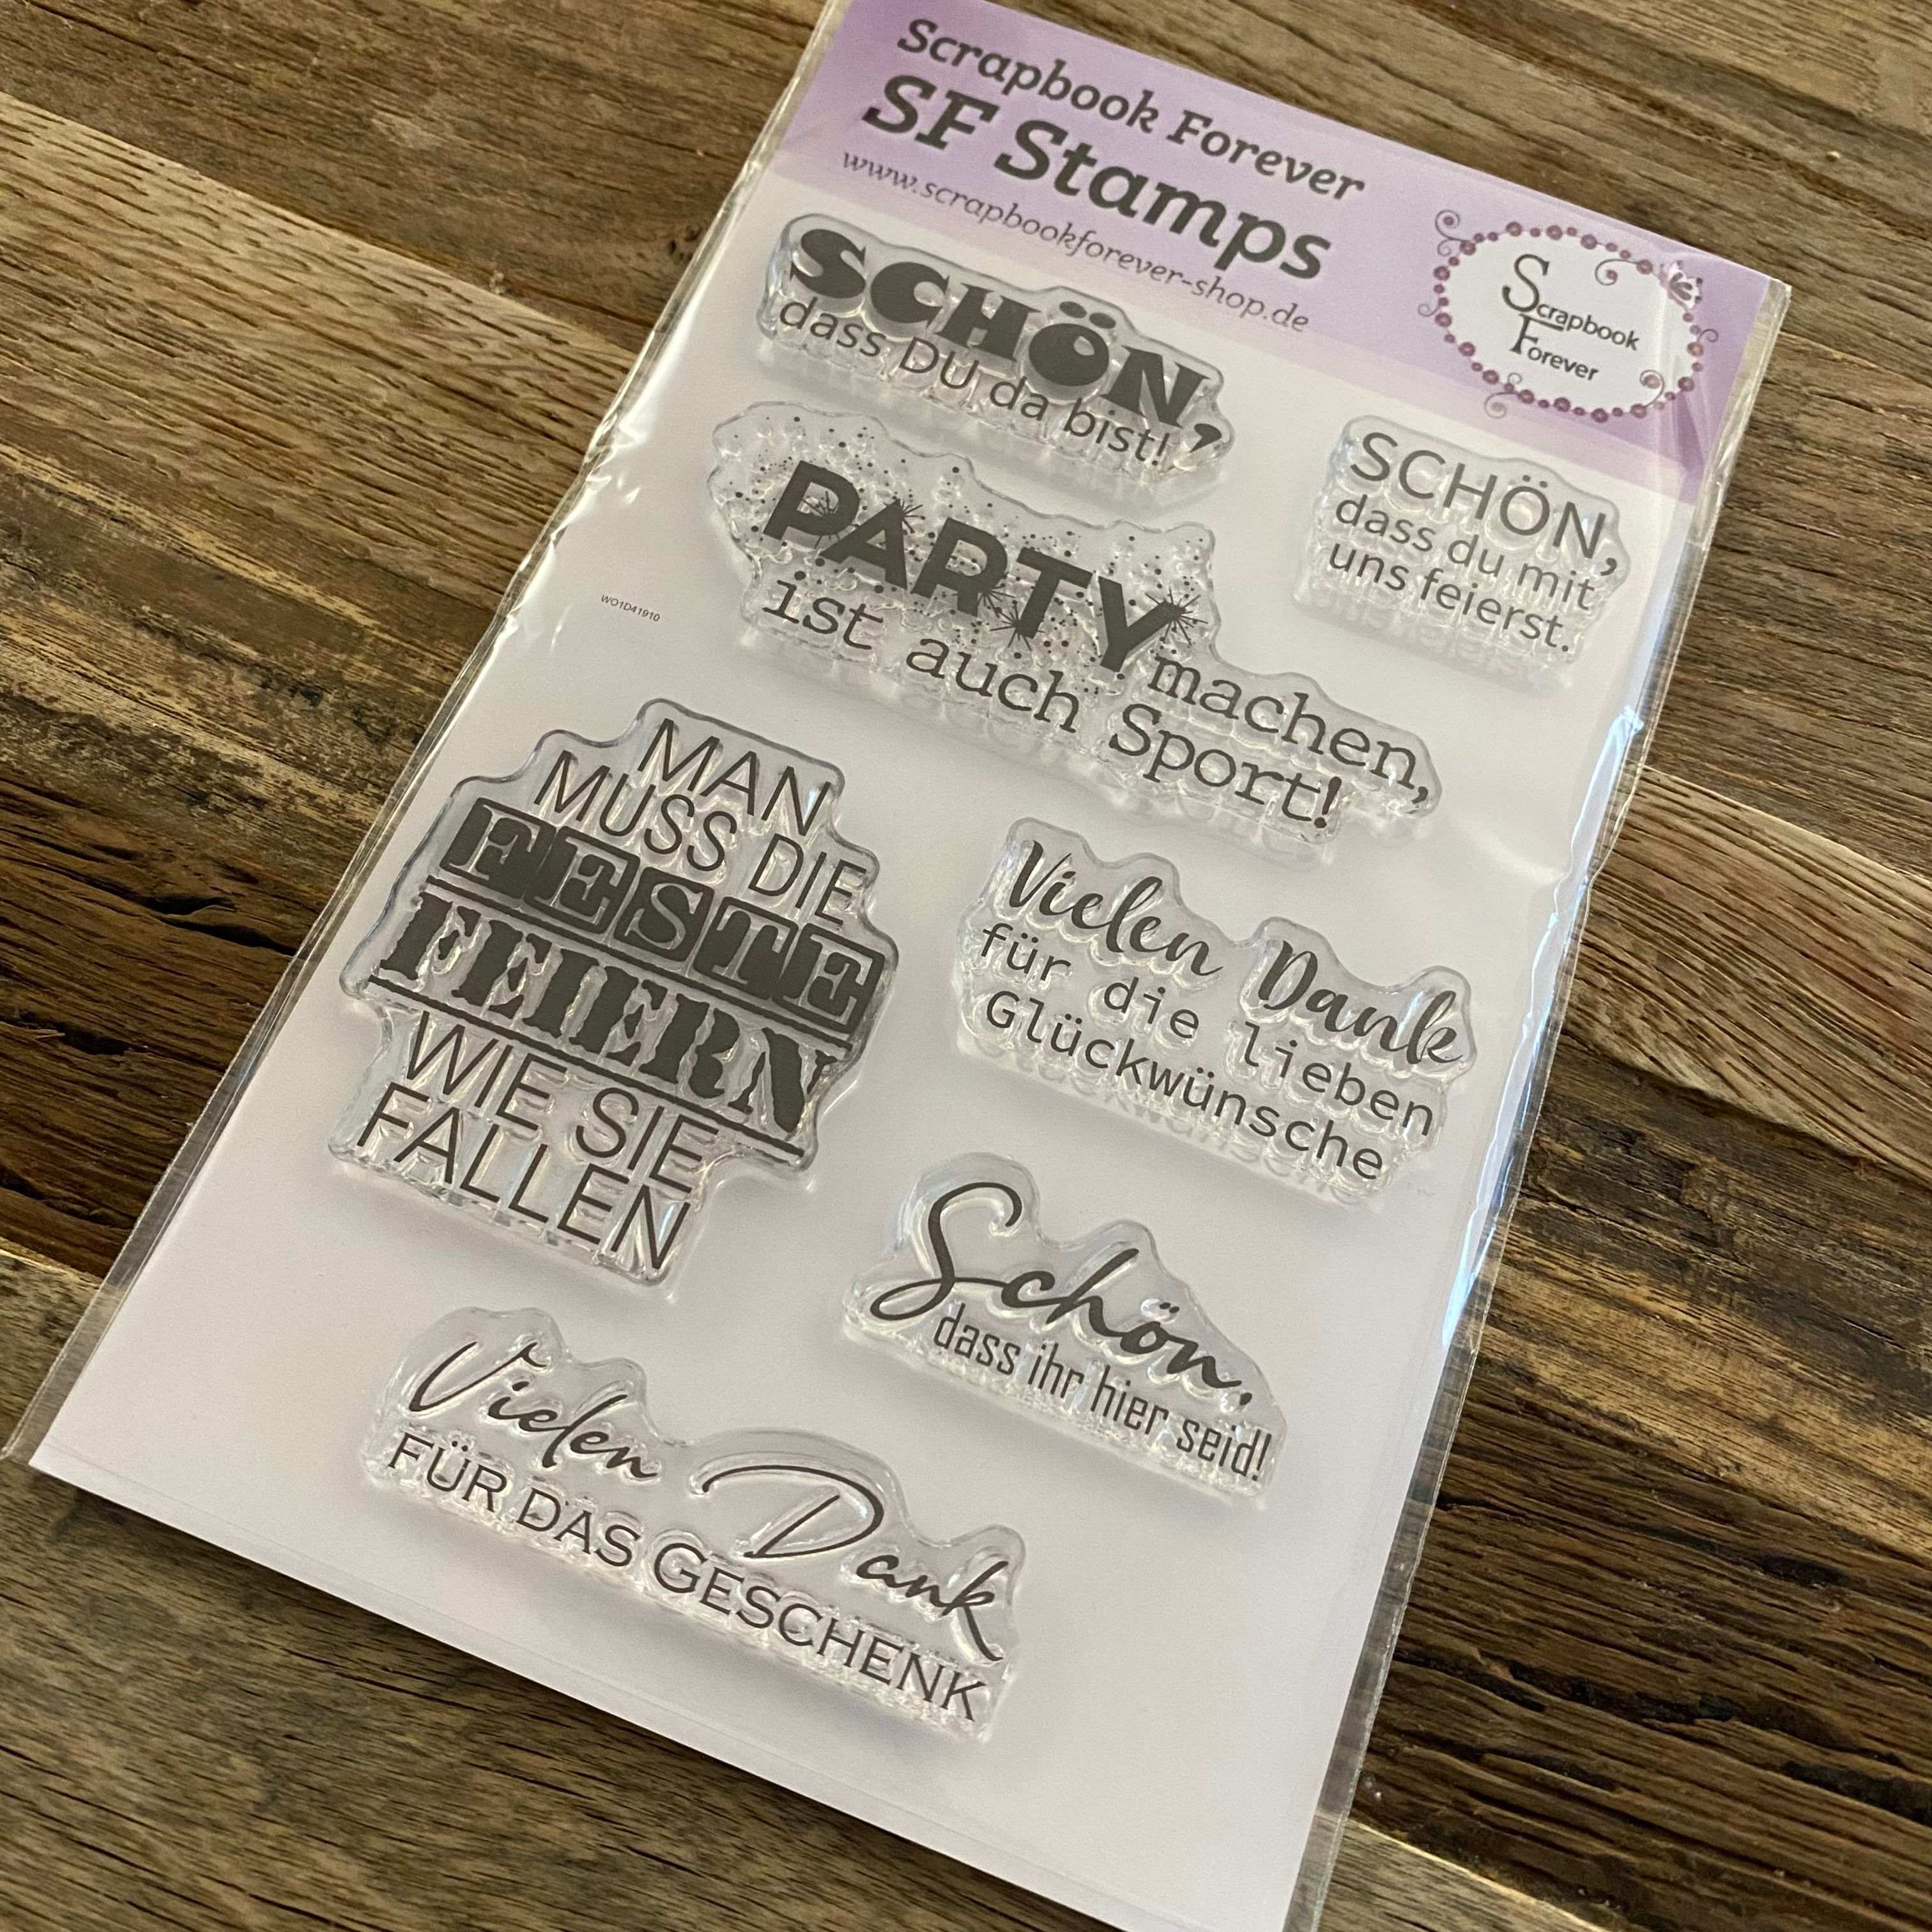 Scrapbook Forever
SF Stamps
www.scrapbookforever-shop.de
Scrapbook
Forever
SCHÖN,
dass DU da bist!
SCHÖN,
dass du mit
uns feierst.
PARTY machen,
ist auch Sport!
WO1D41910
MAN
MUSS DIE
FESTE
FEIERN
WIE SIE
FALLEN
Vielen Dank
für die lieben
Glückwünsche
Schön,
dass ihr hier seid!
Vielen Dank
FÜR DAS GESCHENK